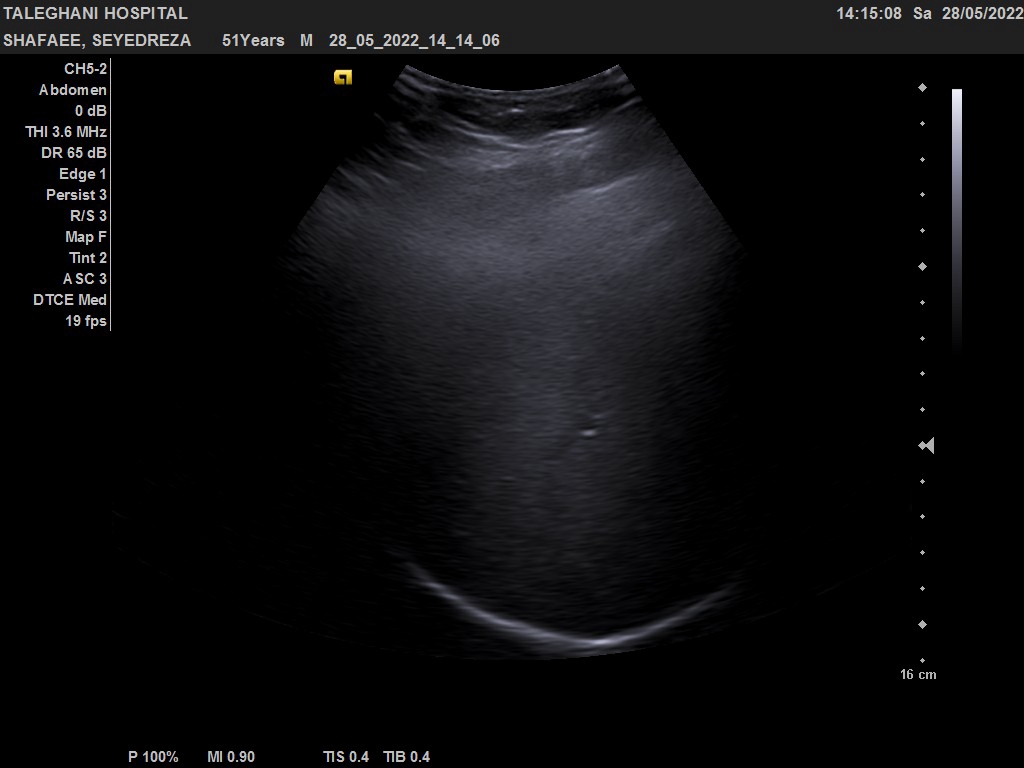 TALEGHANI HOSPITAL 14:15:08 Sa 28/05/2022
SHAFAEE, SEYEDREZA 51Years M 28_05_2022_14_14_06
CH5-2
Abdomen
0 dB
THI 3.6 MHz
DR 65 dB
Edge 1
Persist 3
R/S 3
Map F
Tint 2
ASC 3
DTCE Med
19 fps
16 cm
P 100% MI 0.90 TIS 0.4 TIB 0.4